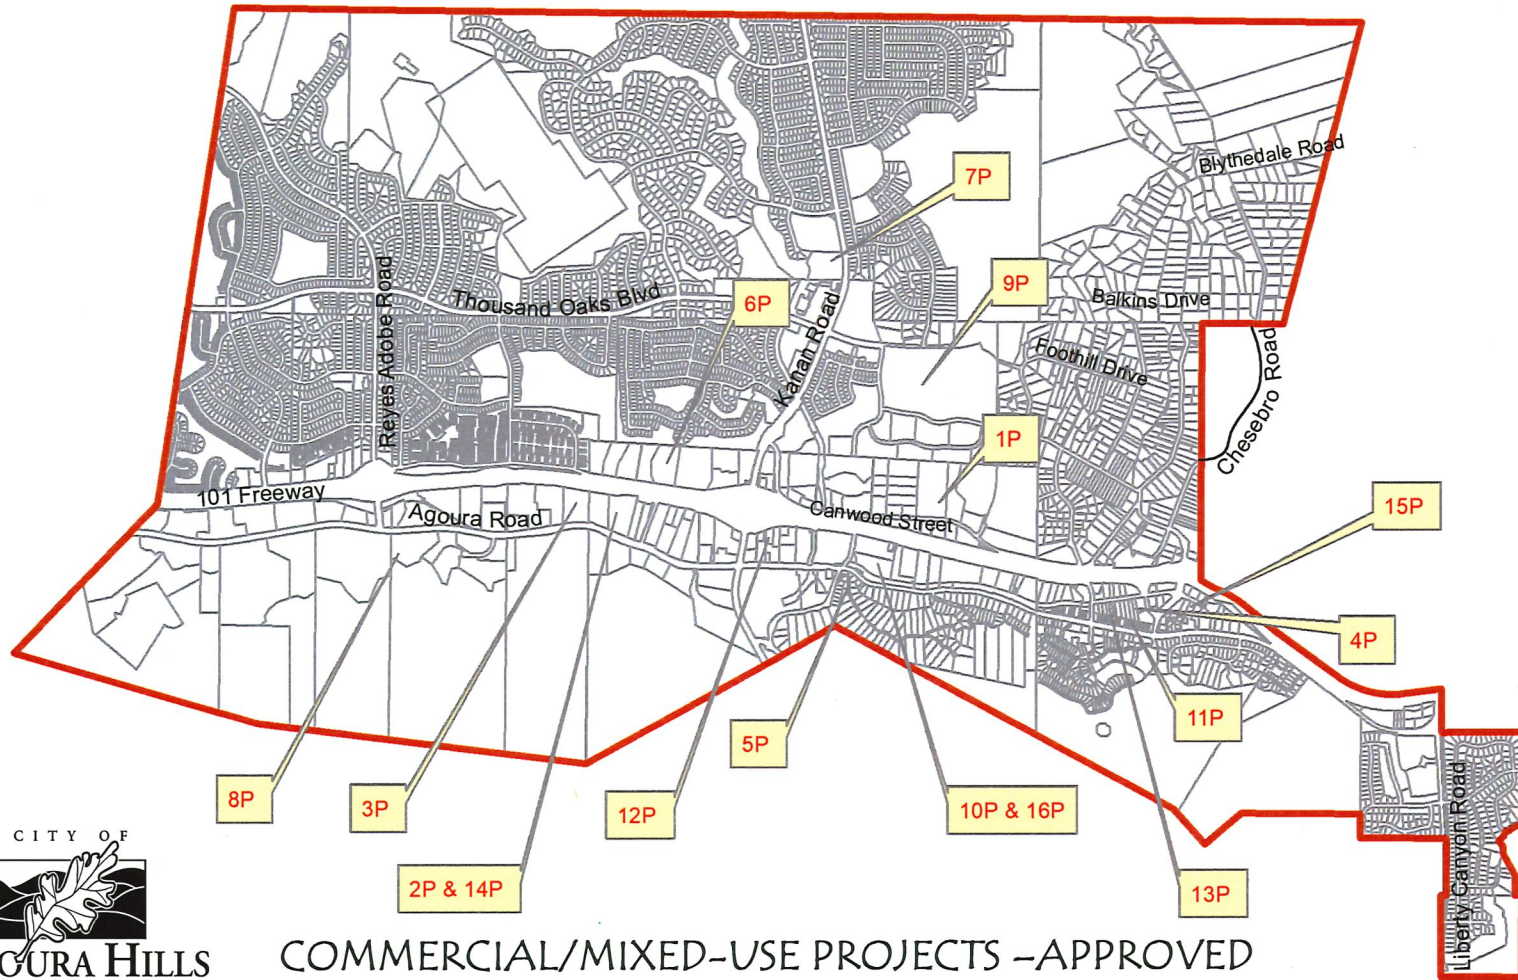 Blythedale Road
7P
9P
Balkins Drive
Thousand Oaks Blvd
6P
Reyes Adobe Road
Kanan Road
Foothill Drive
Chesebro Road
1P
101 Freeway
Agoura Road
Canwood Street
15P
4P
11P
5P
8P
3P
12P
10P & 16P
2P & 14P
13P
Liberty Canyon Road
CITY OF
OURA HILLS
COMMERCIAL/MIXED-USE PROJECTS -APPROVED